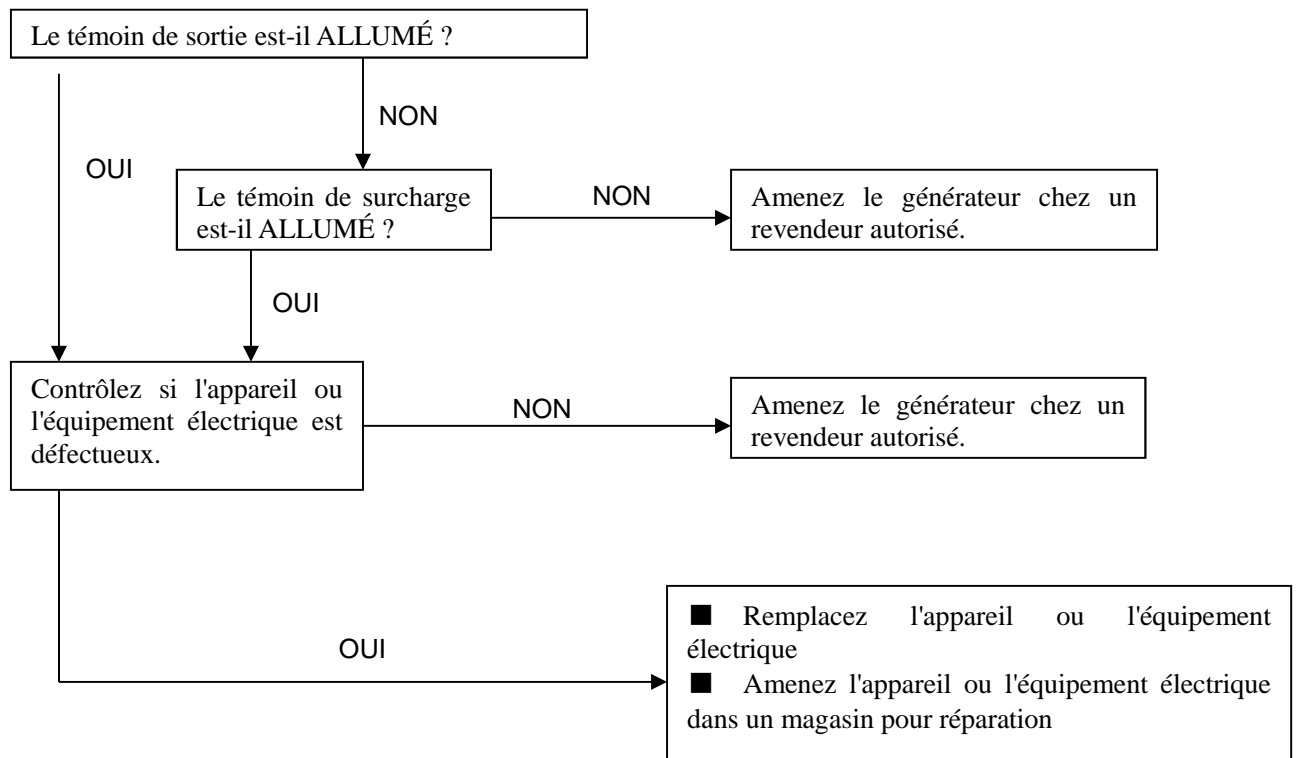 Le témoin de sortie est-il ALLUMÉ ?
NON
OUI
Le témoin de surcharge
est-il ALLUMÉ ?
NON
Amenez le générateur chez un
revendeur autorisé.
OUI
Contrôlez si l'appareil ou
l'équipement électrique est
défectueux.
NON
Amenez le générateur chez un
revendeur autorisé.
OUI
■ Remplacez l'appareil ou l'équipement
électrique
■ Amenez l'appareil ou l'équipement électrique
dans un magasin pour réparation